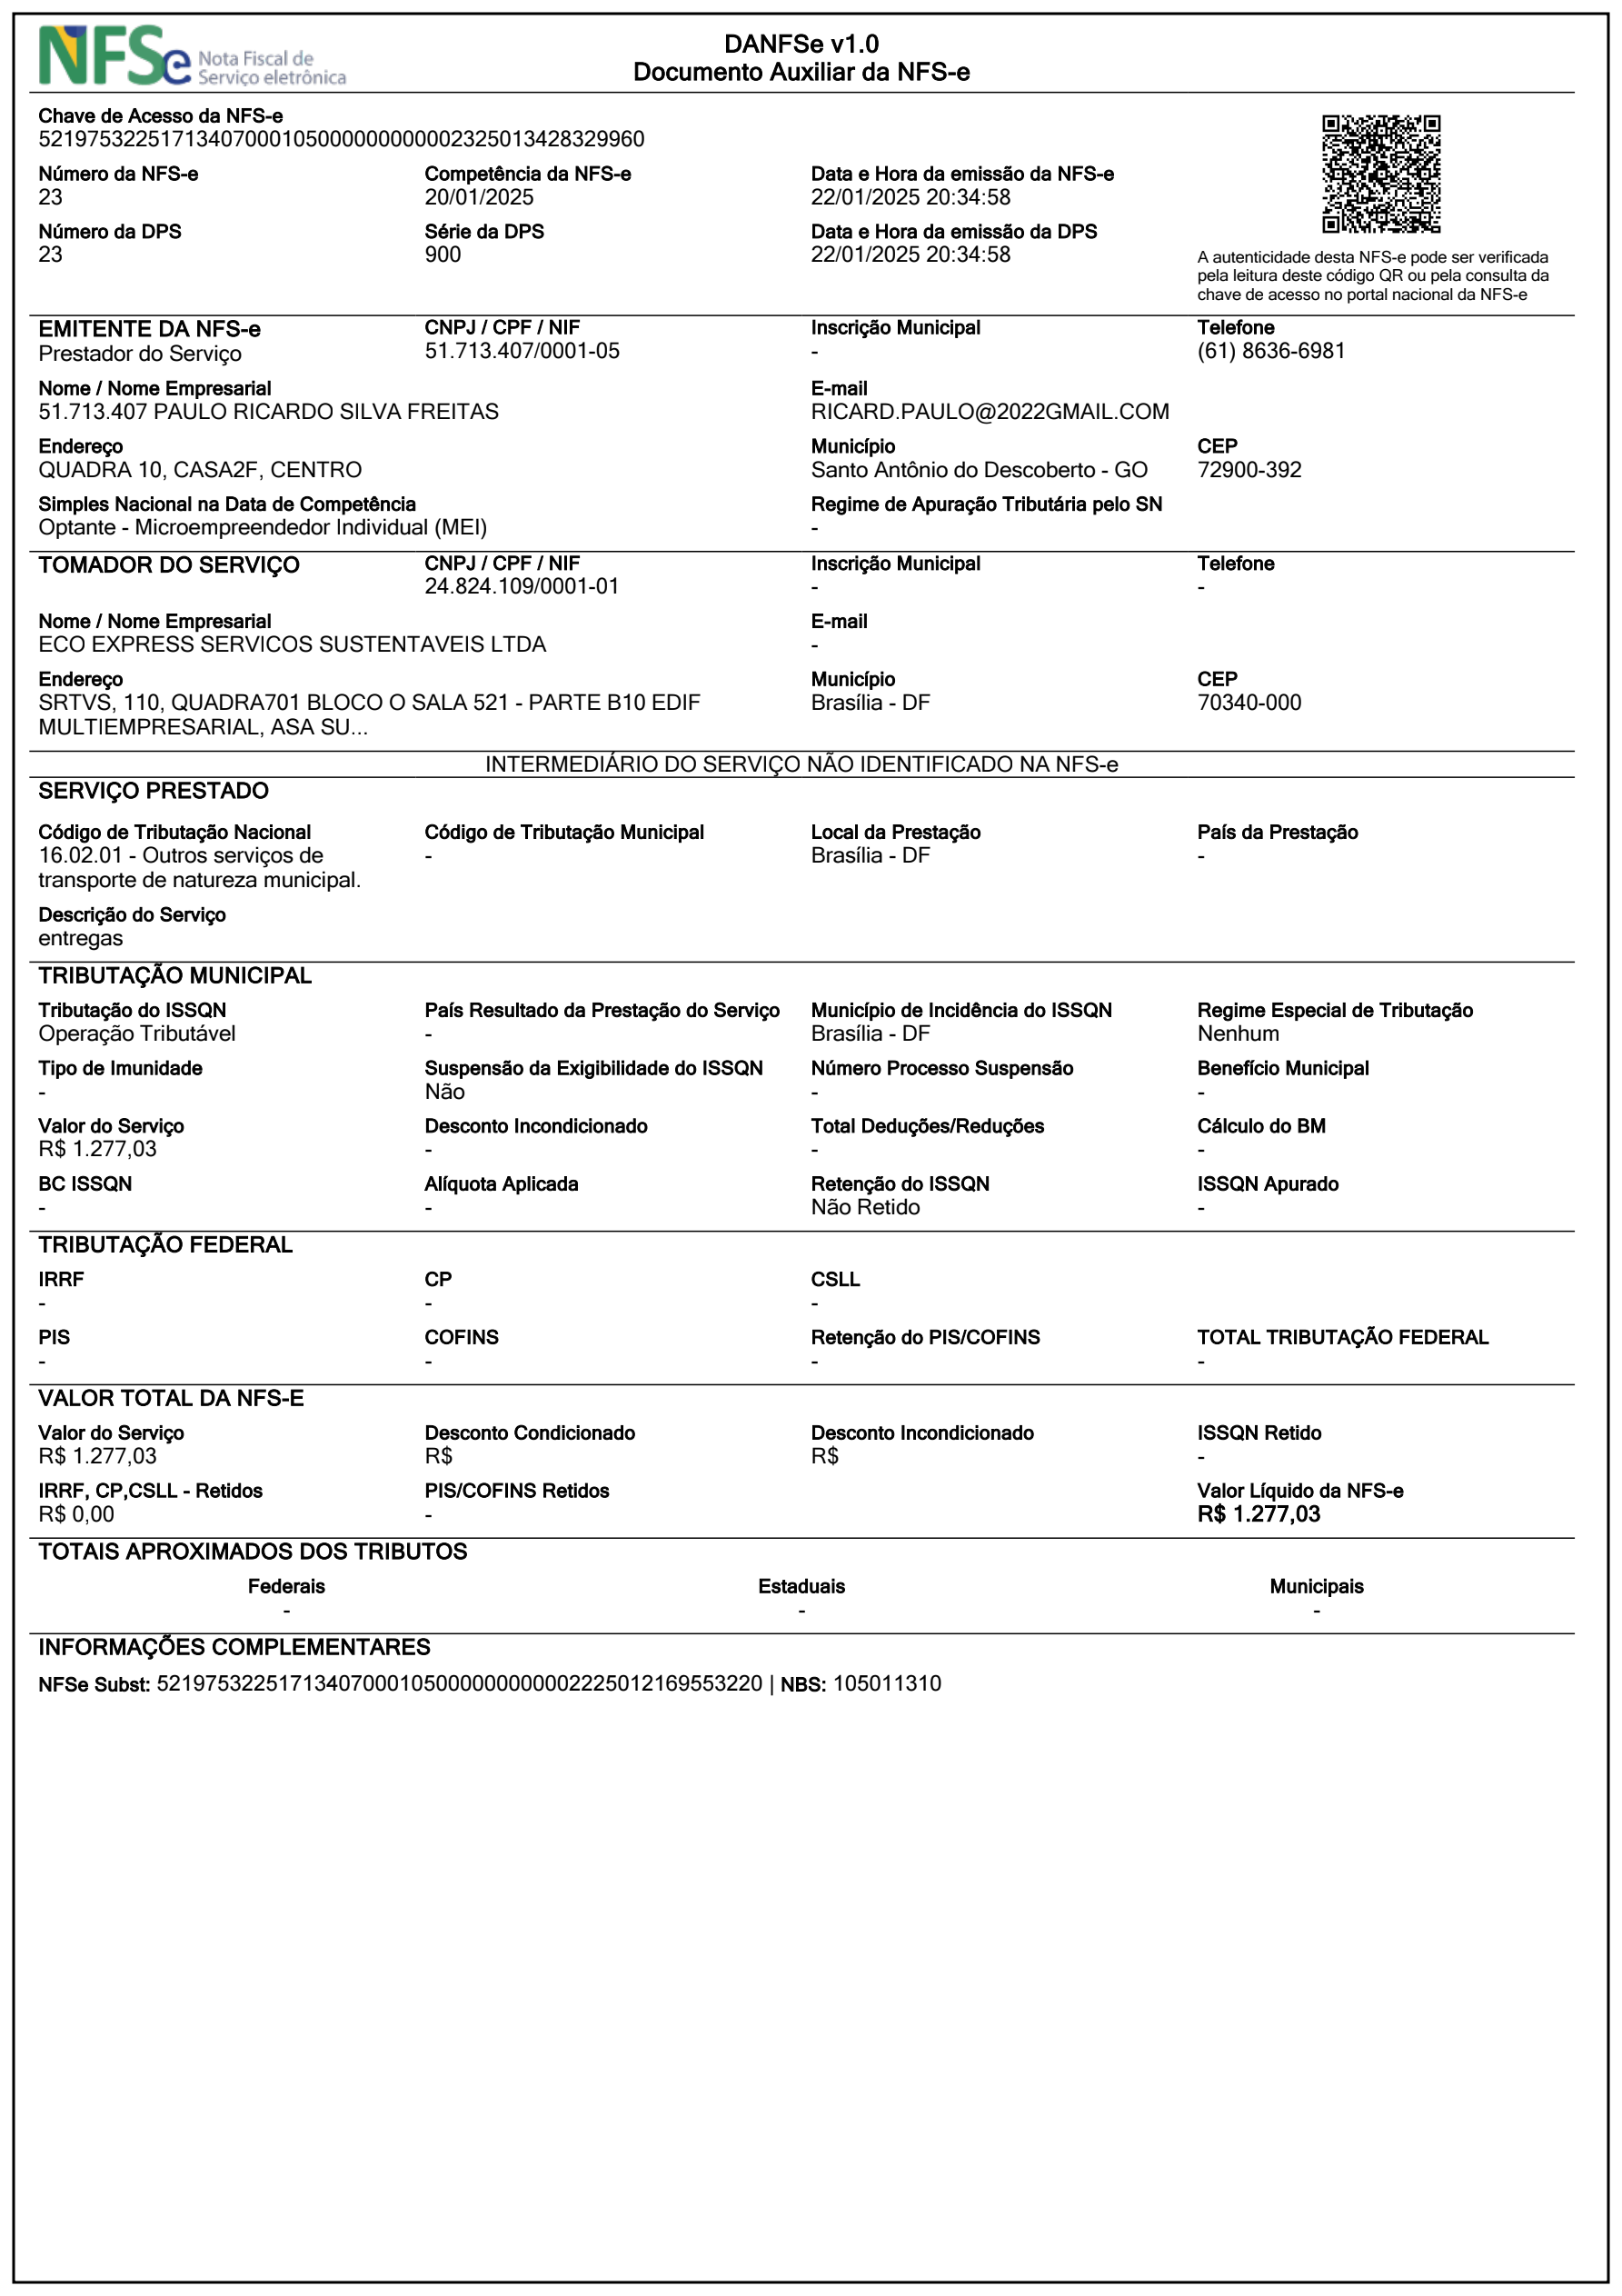 NFSe Nota Fiscal de
Serviço eletrônica
DANFSe v1.0
Documento Auxiliar da NFS-e
Chave de Acesso da NFS-e
52197532251713407000105000000000002325013428329960
Número da NFS-e Competência da NFS-e Data e Hora da emissão da NFS-e
23 20/01/2025 22/01/2025 20:34:58
Número da DPS Série da DPS Data e Hora da emissão da DPS
23 900 22/01/2025 20:34:58
A autenticidade desta NFS-e pode ser verificada
pela leitura deste código QR ou pela consulta da
chave de acesso no portal nacional da NFS-e
EMITENTE DA NFS-e CNPJ / CPF / NIF Inscrição Municipal Telefone
Prestador do Serviço 51.713.407/0001-05 - (61) 8636-6981
Nome / Nome Empresarial E-mail
51.713.407 PAULO RICARDO SILVA FREITAS RICARD.PAULO@2022GMAIL.COM
Endereço Município CEP
QUADRA 10, CASA2F, CENTRO Santo Antônio do Descoberto - GO 72900-392
Simples Nacional na Data de Competência Regime de Apuração Tributária pelo SN
Optante - Microempreendedor Individual (MEI) -
TOMADOR DO SERVIÇO CNPJ / CPF / NIF Inscrição Municipal Telefone
24.824.109/0001-01 - -
Nome / Nome Empresarial E-mail
ECO EXPRESS SERVICOS SUSTENTAVEIS LTDA -
Endereço Município CEP
SRTVS, 110, QUADRA701 BLOCO O SALA 521 - PARTE B10 EDIF Brasília - DF 70340-000
MULTIEMPRESARIAL, ASA SU...
INTERMEDIÁRIO DO SERVIÇO NÃO IDENTIFICADO NA NFS-e
SERVIÇO PRESTADO
Código de Tributação Nacional Código de Tributação Municipal Local da Prestação País da Prestação
16.02.01 - Outros serviços de - Brasília - DF -
transporte de natureza municipal.
Descrição do Serviço
entregas
TRIBUTAÇÃO MUNICIPAL
Tributação do ISSQN País Resultado da Prestação do Serviço Município de Incidência do ISSQN Regime Especial de Tributação
Operação Tributável - Brasília - DF Nenhum
Tipo de Imunidade Suspensão da Exigibilidade do ISSQN Número Processo Suspensão Benefício Municipal
- Não - -
Valor do Serviço Desconto Incondicionado Total Deduções/Reduções Cálculo do BM
R$ 1.277,03 - - -
BC ISSQN Alíquota Aplicada Retenção do ISSQN ISSQN Apurado
- - Não Retido -
TRIBUTAÇÃO FEDERAL
IRRF CP CSLL
- - -
PIS COFINS Retenção do PIS/COFINS TOTAL TRIBUTAÇÃO FEDERAL
- - - -
VALOR TOTAL DA NFS-E
Valor do Serviço Desconto Condicionado Desconto Incondicionado ISSQN Retido
R$ 1.277,03 R$ R$ -
IRRF, CP,CSLL - Retidos PIS/COFINS Retidos Valor Líquido da NFS-e
R$ 0,00 - R$ 1.277,03
TOTAIS APROXIMADOS DOS TRIBUTOS
Federais Estaduais Municipais
- - -
INFORMAÇÕES COMPLEMENTARES
NFSe Subst: 52197532251713407000105000000000002225012169553220 | NBS: 105011310